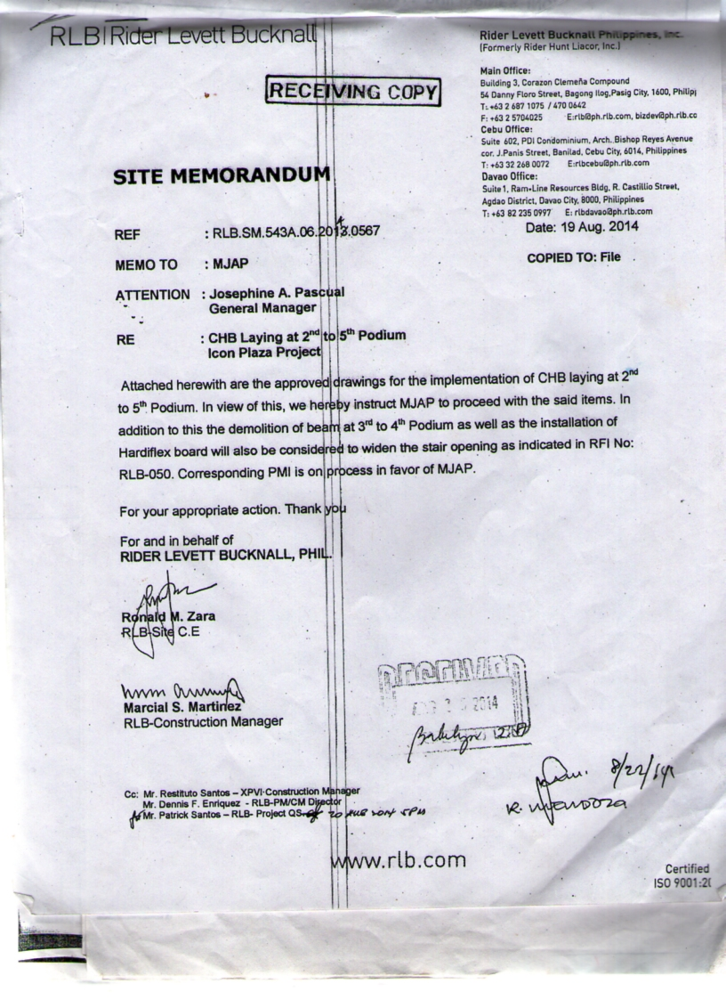 RLB|Rider Levett Bucknall
Rider Levett Bucknall Philippines, Inc.
(Formerly Rider Hunt Liacor, Inc.)
Main Office:
Building 3, Corazon Clemeña Compound
54 Danny Floro Street, Bagong Ilog,Pasig City, 1600, Philipp
T: +63 2 687 1075 / 470 0642
F: +63 2 5704025 E:rlb@ph.rlb.com, bizdev@ph.rlb.co
Cebu Office:
Suite 602, PDI Condominium, Arch. Bishop Reyes Avenue
cor. J.Panis Street, Banilad, Cebu City, 6014, Philippines
T: +63 32 268 0072 E:rlbcebu@ph.rlb.com
Davao Office:
Suite 1, Ram+Line Resources Bldg, R. Castillio Street,
Agdao District, Davao City, 8000, Philippines
T: +63 82 235 0997 E: rlbdavao@ph.rlb.com
RECEIVING COPY
SITE MEMORANDUM
Date: 19 Aug. 2014
REF : RLB.SM.543A.06.2013.0567
4
COPIED TO: File
MEMO TO : MJAP
ATTENTION : Josephine A. Pascual
General Manager
RE : CHB Laying at 2nd to 5th Podium
Icon Plaza Project
Attached herewith are the approved drawings for the implementation of CHB laying at 2nd
to 5th Podium. In view of this, we hereby instruct MJAP to proceed with the said items. In
addition to this the demolition of beam at 3rd to 4th Podium as well as the installation of
Hardiflex board will also be considered to widen the stair opening as indicated in RFI No:
RLB-050. Corresponding PMI is on process in favor of MJAP.
For your appropriate action. Thank you
For and in behalf of
RIDER LEVETT BUCKNALL, PHIL.
Ronald M. Zara
RLB-Site C.E
Marcial S. Martinez
RLB-Construction Manager
RECEIVED
2014
8/22/14
R. Mendoza
Cc: Mr. Restituto Santos – XPVI-Construction Manager
Mr. Dennis F. Enriquez - RLB-PM/CM Director
Mr. Patrick Santos – RLB- Project QS 20 AUG 2014 5PM
www.rlb.com
Certified
ISO 9001:20